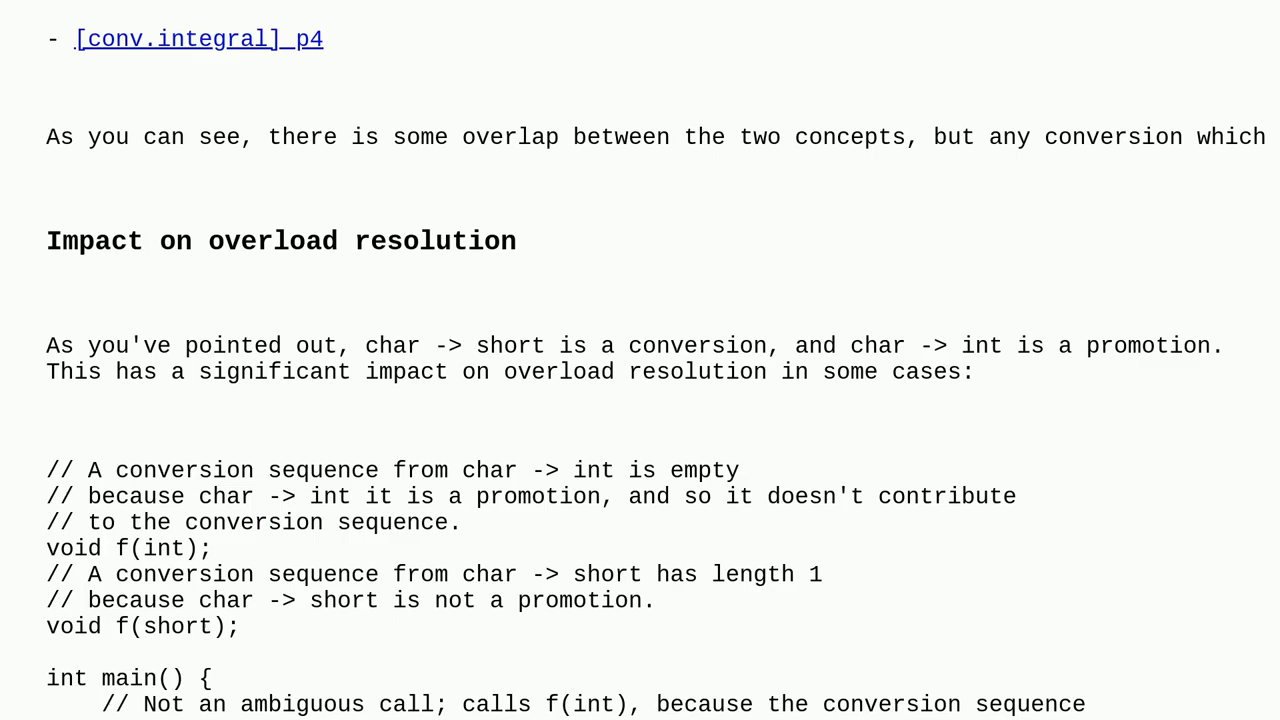 - [conv.integral] p4
As you can see, there is some overlap between the two concepts, but any conversion which
Impact on overload resolution
As you've pointed out, char -> short is a conversion, and char -> int is a promotion.
This has a significant impact on overload resolution in some cases:
// A conversion sequence from char -> int is empty
// because char -> int it is a promotion, and so it doesn't contribute
// to the conversion sequence.
void f(int);
// A conversion sequence from char -> short has length 1
// because char -> short is not a promotion.
void f(short);
int main() {
    // Not an ambiguous call; calls f(int), because the conversion sequence